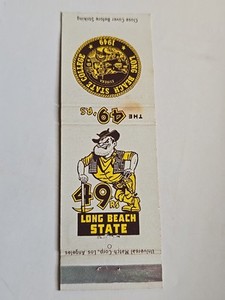 Close Cover Before Striking
LONG BEACH STATE COLLEGE
1949
THE 49'ERS
49'ERS
LONG BEACH
STATE
Universal Match Corp., Los Angeles